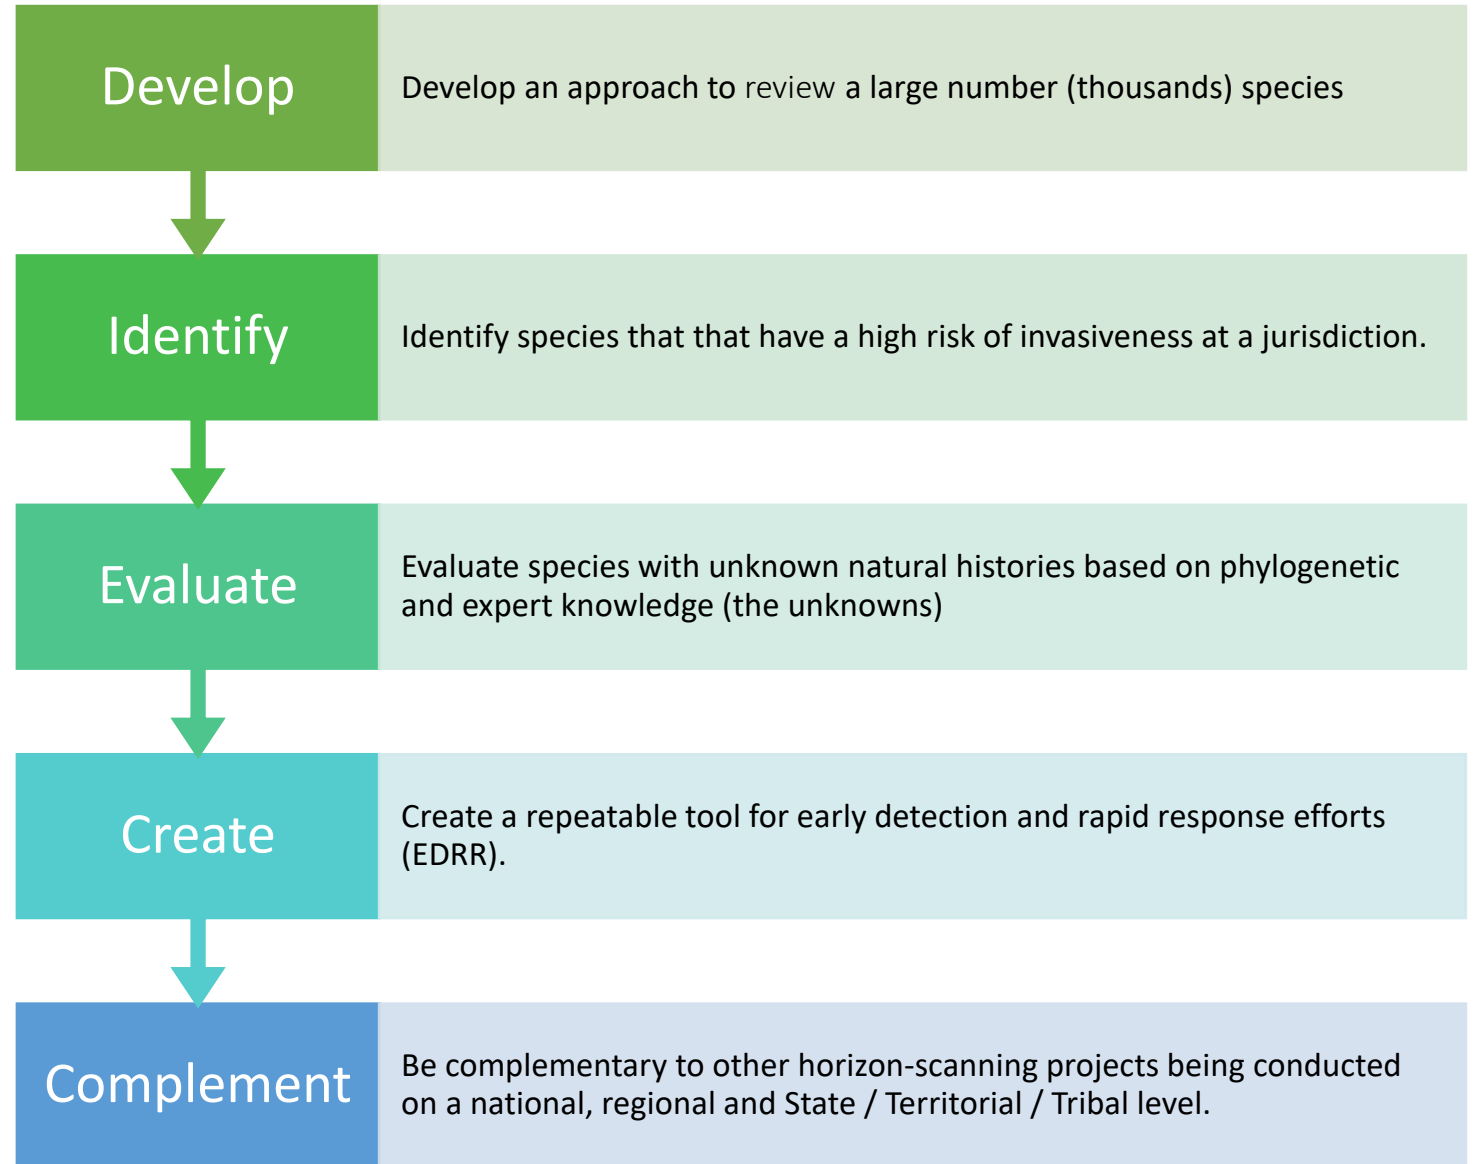 Develop
Develop an approach to review a large number (thousands) species
Identify
Identify species that that have a high risk of invasiveness at a jurisdiction.
Evaluate
Evaluate species with unknown natural histories based on phylogenetic
and expert knowledge (the unknowns)
Create
Create a repeatable tool for early detection and rapid response efforts
(EDRR).
Complement
Be complementary to other horizon-scanning projects being conducted
on a national, regional and State / Territorial / Tribal level.